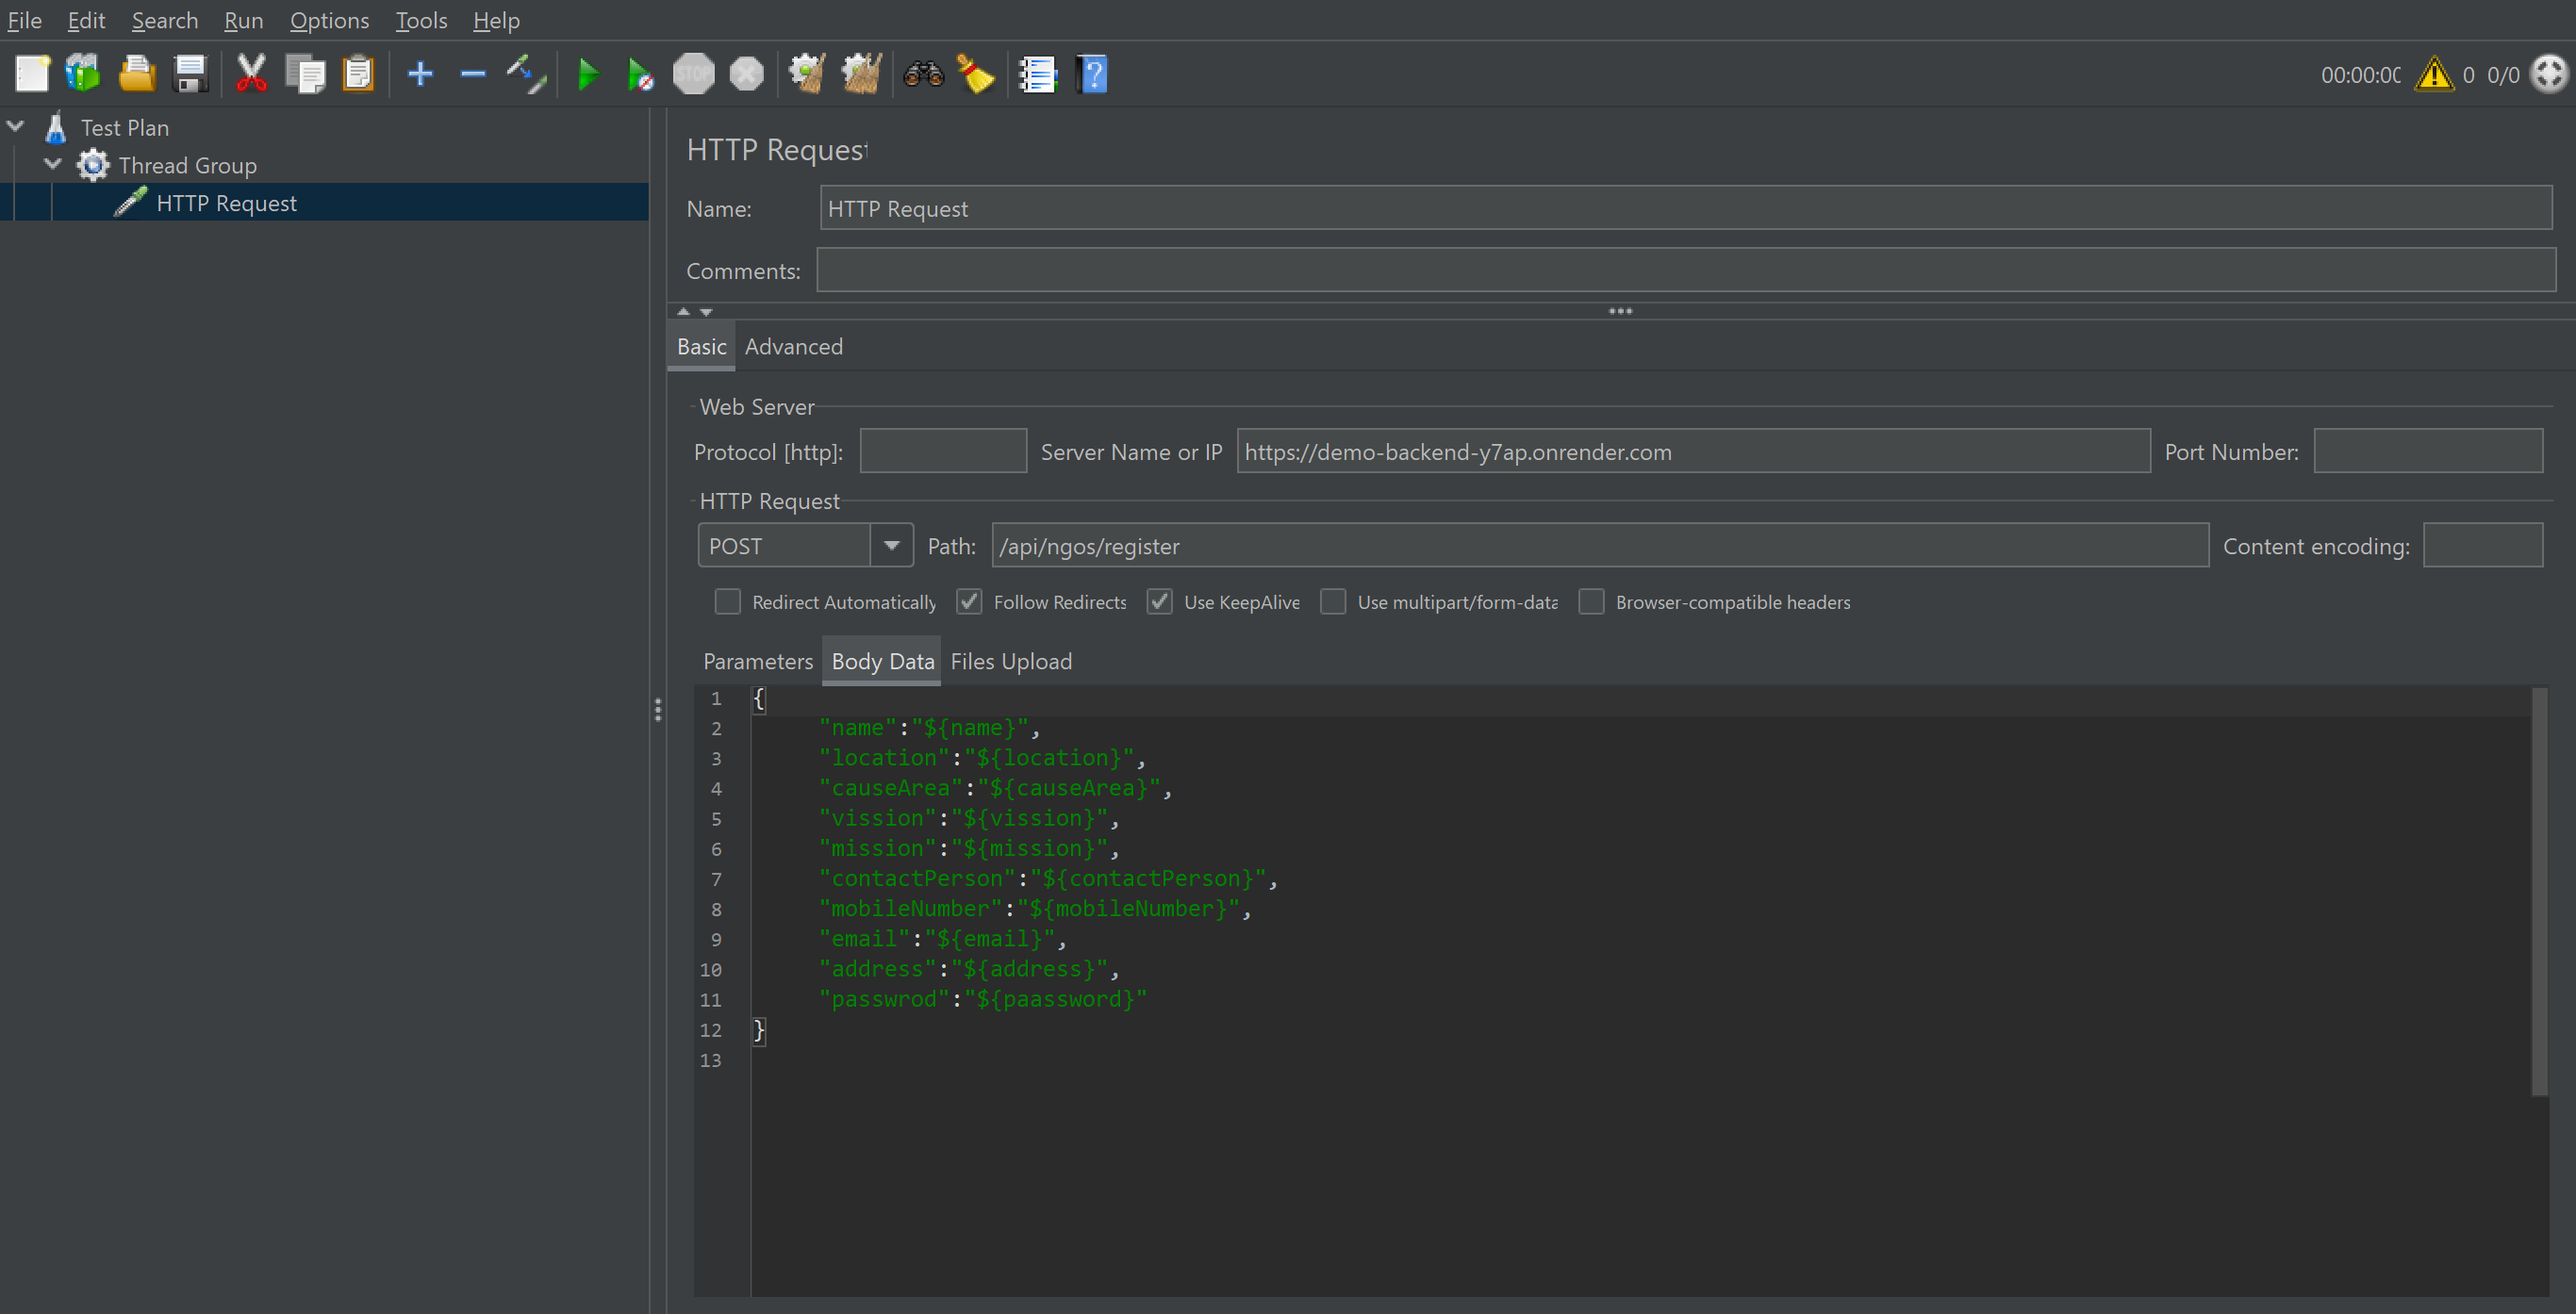 File Edit Search Run Options Tools Help
STOP
00:00:00 0 0/0
Test Plan
Thread Group
HTTP Request
HTTP Request
Name: HTTP Request
Comments:
Basic Advanced
Web Server
Protocol [http]: Server Name or IP https://demo-backend-y7ap.onrender.com Port Number:
HTTP Request
POST Path: /api/ngos/register Content encoding:
Redirect Automatically Follow Redirects Use KeepAlive Use multipart/form-data Browser-compatible headers
Parameters Body Data Files Upload
1 {
2 "name":"${name}",
3 "location":"${location}",
4 "causeArea":"${causeArea}",
5 "vission":"${vission}",
6 "mission":"${mission}",
7 "contactPerson":"${contactPerson}",
8 "mobileNumber":"${mobileNumber}",
9 "email":"${email}",
10 "address":"${address}",
11 "passwrod":"${paassword}"
12 }
13